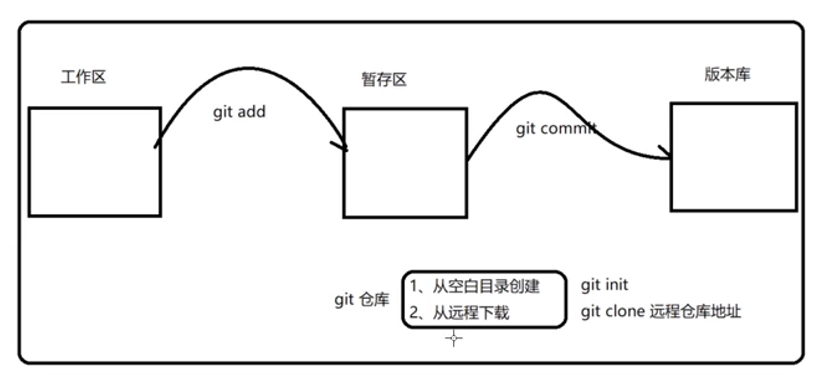 工作区
暂存区
版本库
git add
git commit
git 仓库
1、从空白目录创建
2、从远程下载
git init
git clone 远程仓库地址